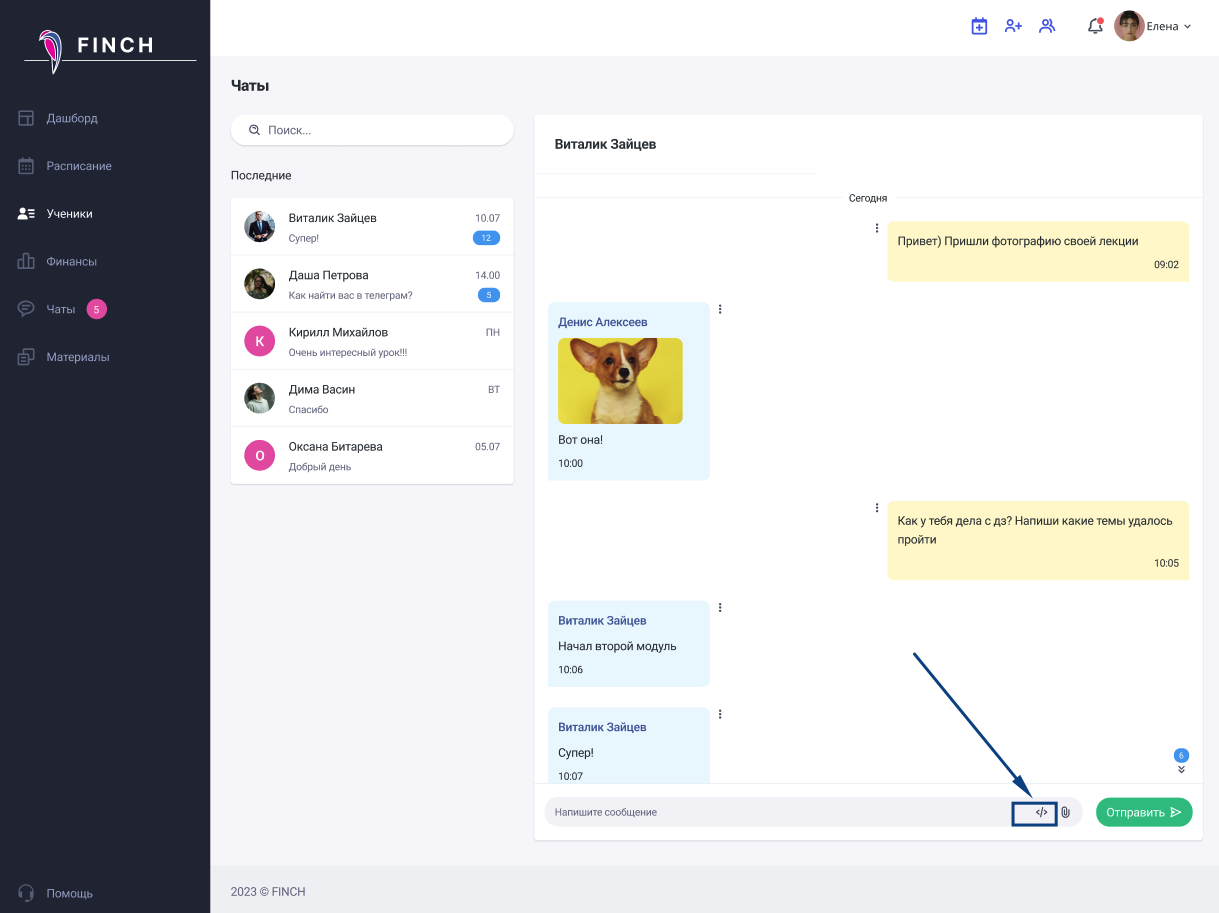 FINCH
Елена
Дашборд
Расписание
Ученики
Финансы
Чаты 5
Материалы
Помощь
Чаты
Поиск...
Последние
Виталик Зайцев 10.07
Супер! 12
Даша Петрова 14.00
Как найти вас в телеграм? 5
Кирилл Михайлов ПН
К
Очень интересный урок!!!
Дима Васин ВТ
Спасибо
Оксана Битарева 05.07
О
Добрый день
Виталик Зайцев
Сегодня
Привет) Пришли фотографию своей лекции
09:02
Денис Алексеев
Вот она!
10:00
Как у тебя дела с дз? Напиши какие темы удалось
пройти
10:05
Виталик Зайцев
Начал второй модуль
10:06
Виталик Зайцев
Супер!
10:07
6
Напишите сообщение </> Отправить
2023 © FINCH